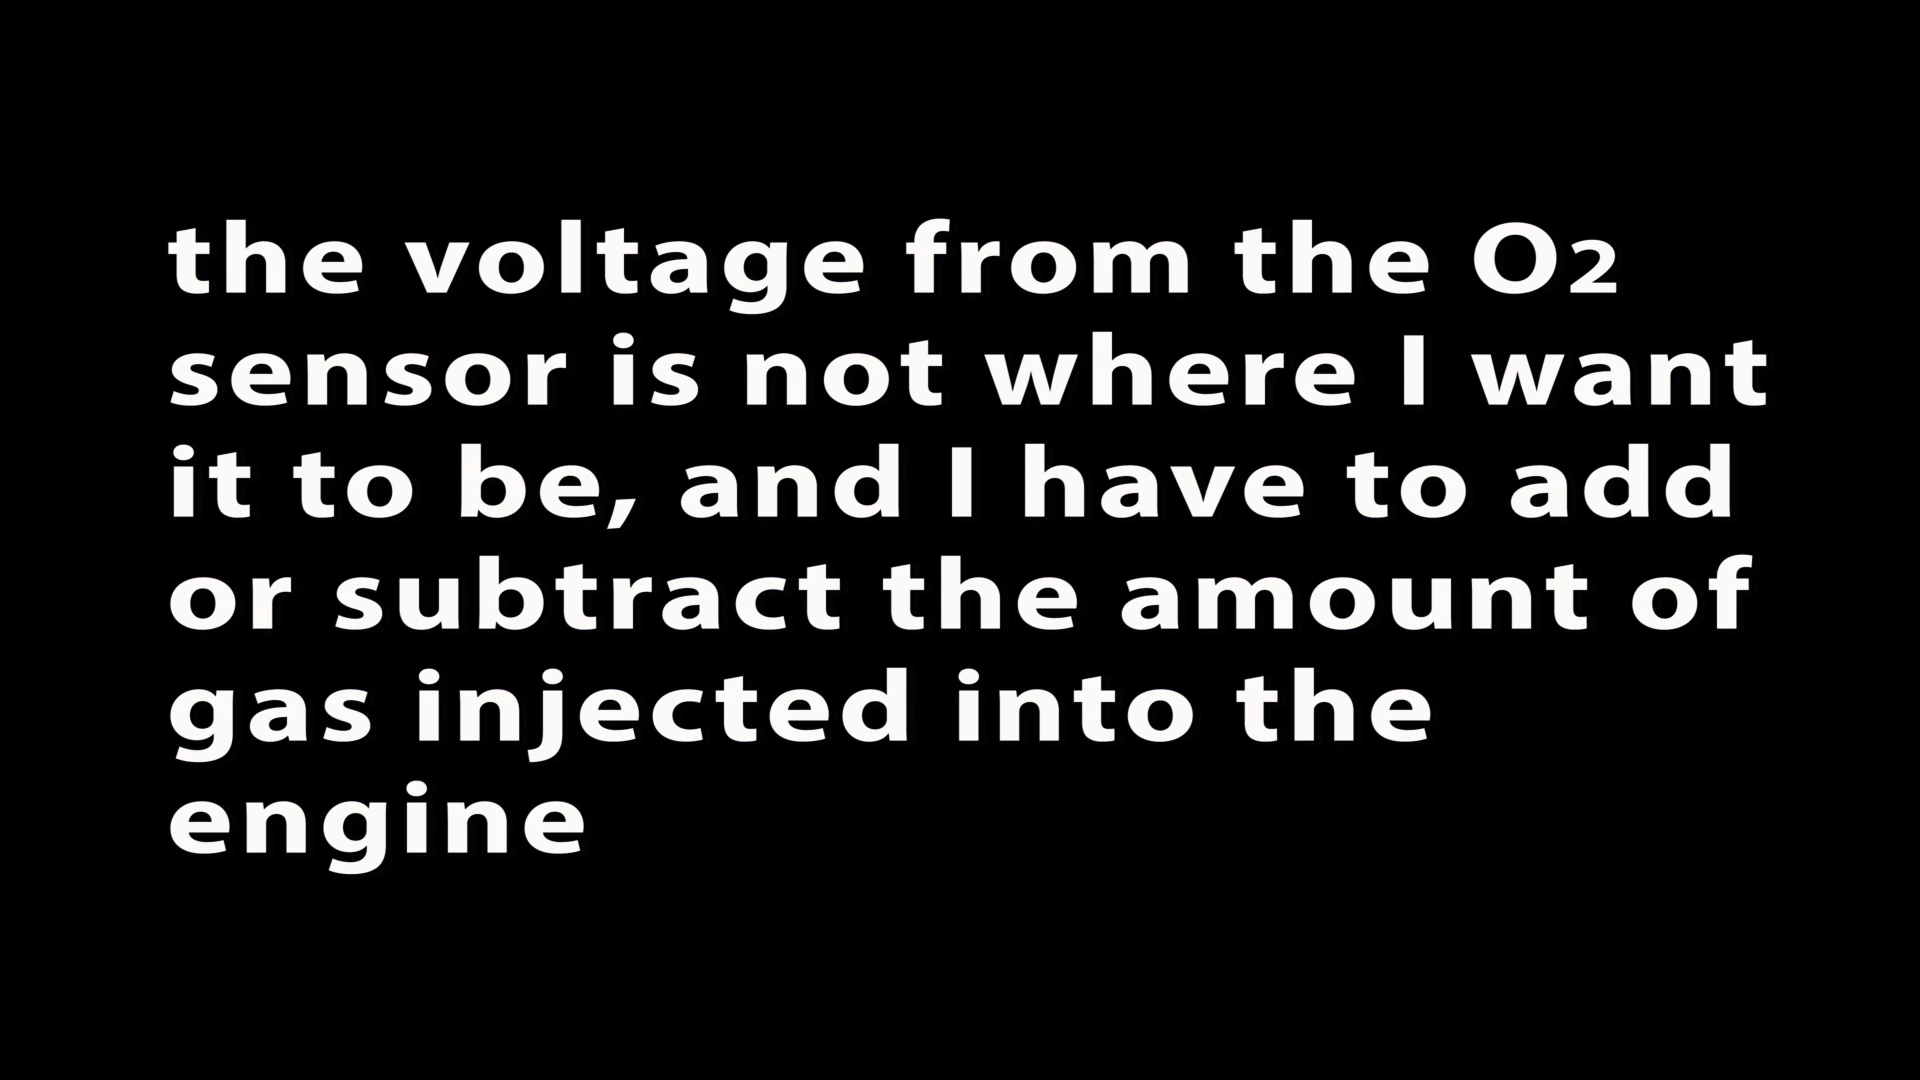 the voltage from the O2
sensor is not where I want
it to be, and I have to add
or subtract the amount of
gas injected into the
engine